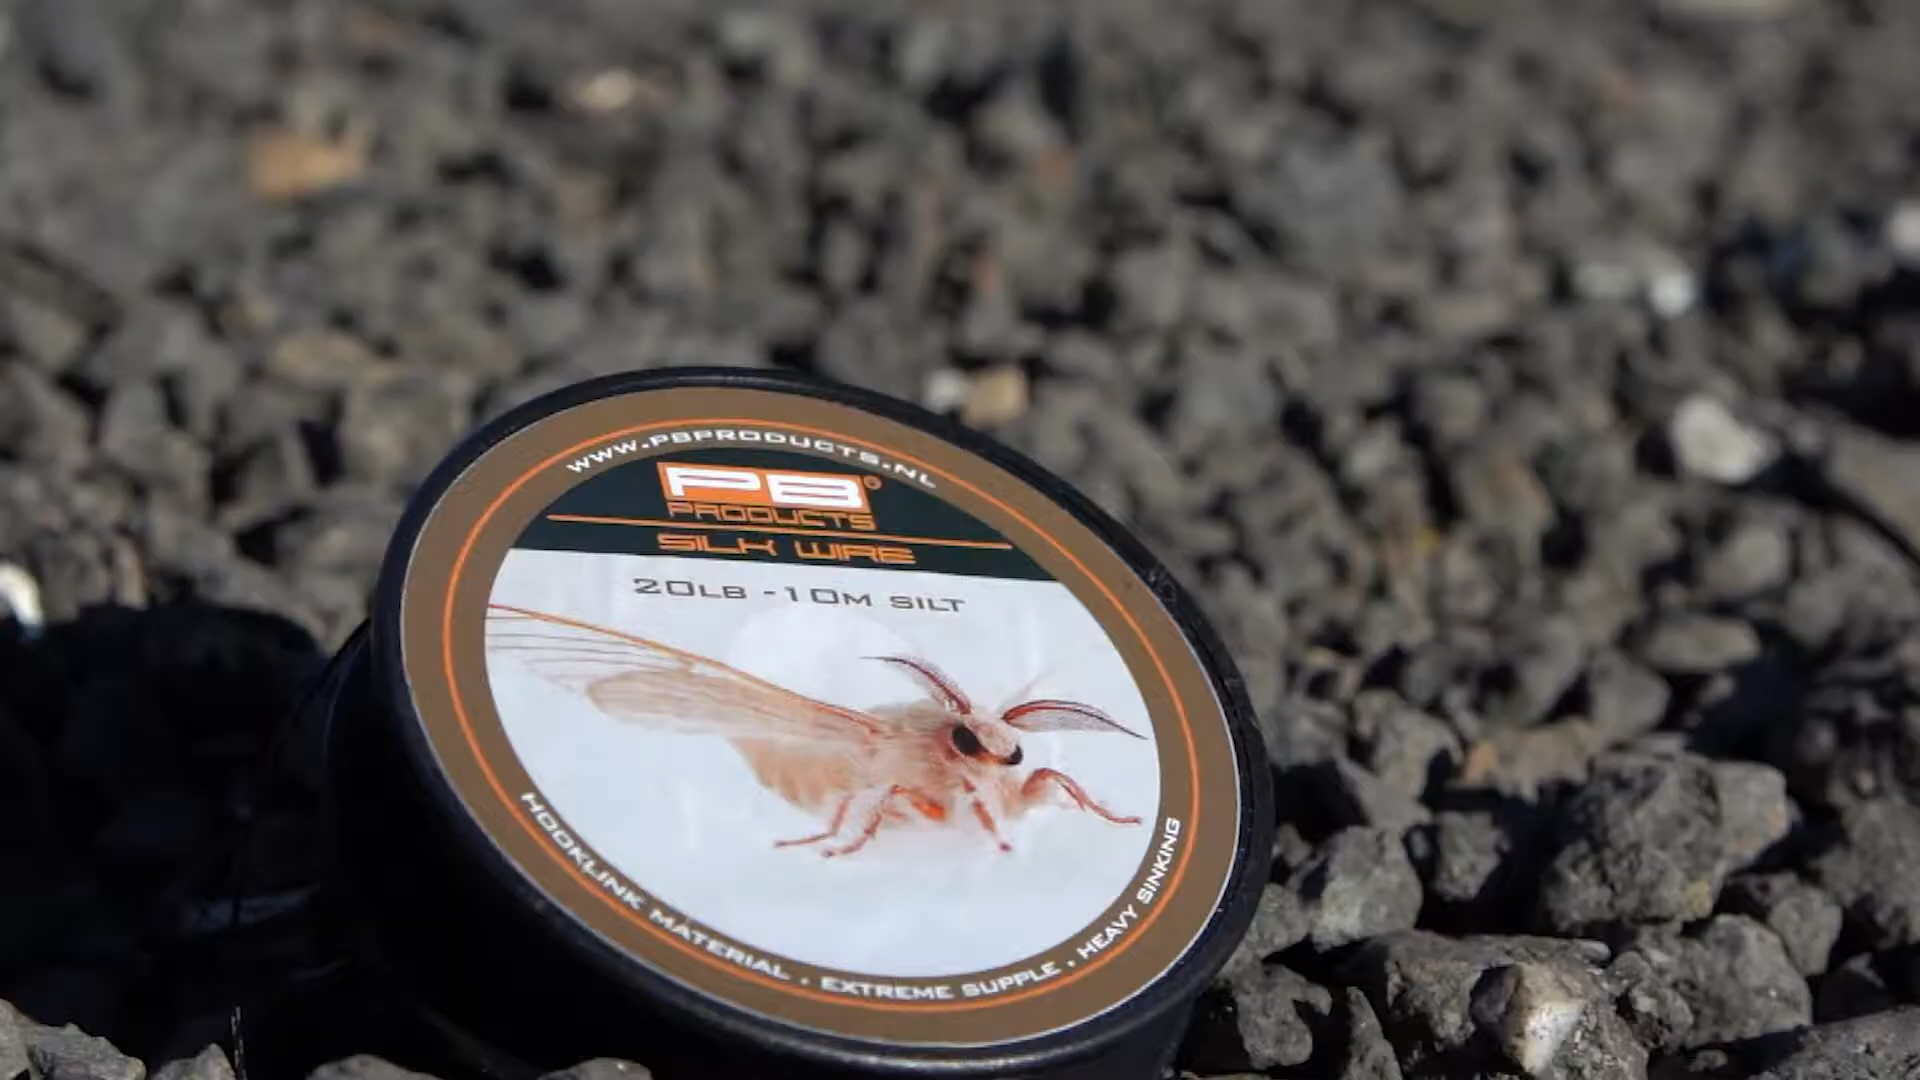 WWW.PBPRODUCTS.NL
PB®
PRODUCTS
SILK WIRE
20LB - 10M SILT
HOOKLINK MATERIAL . EXTREME SUPPLE . HEAVY SINKING